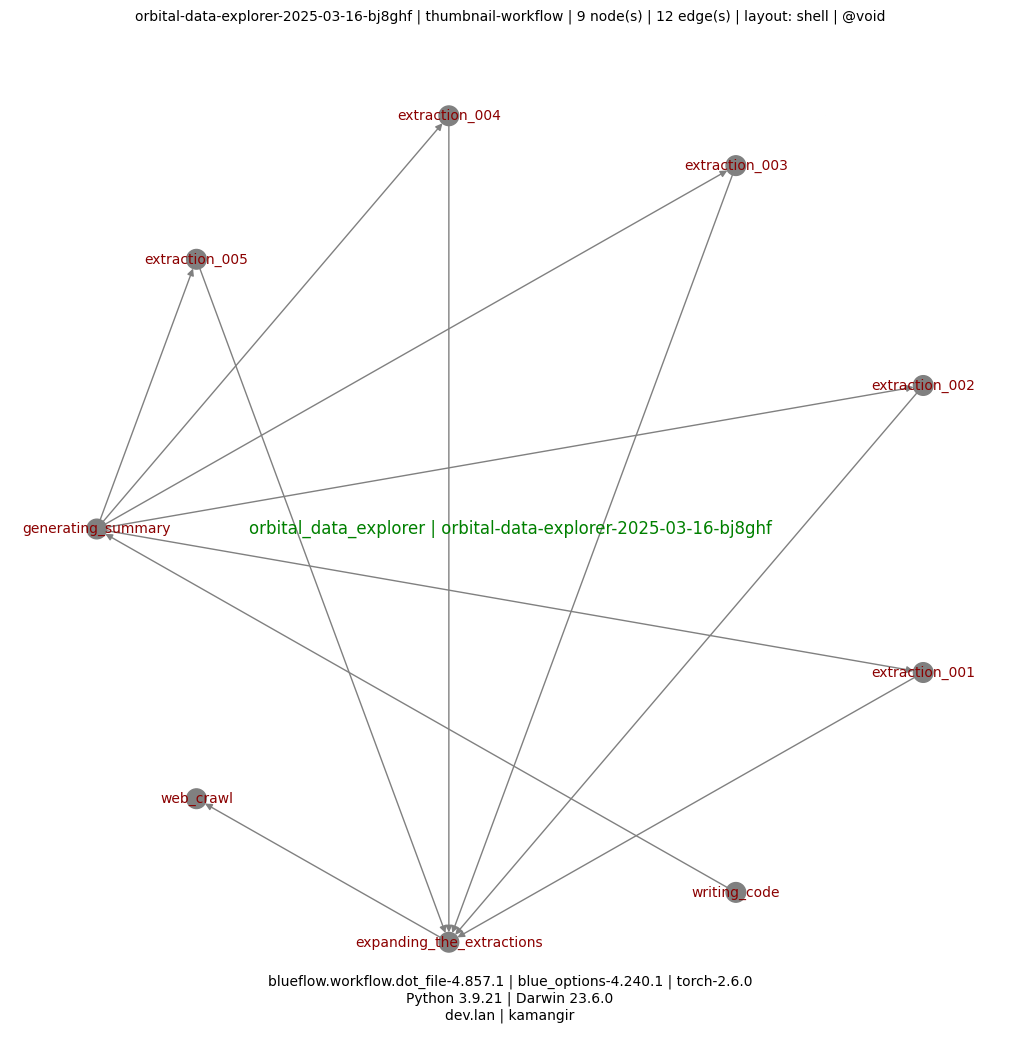 orbital-data-explorer-2025-03-16-bj8ghf | thumbnail-workflow | 9 node(s) | 12 edge(s) | layout: shell | @void
extraction_004
extraction_003
extraction_005
extraction_002
generating_summary
orbital_data_explorer | orbital-data-explorer-2025-03-16-bj8ghf
extraction_001
web_crawl
writing_code
expanding_the_extractions
blueflow.workflow.dot_file-4.857.1 | blue_options-4.240.1 | torch-2.6.0
Python 3.9.21 | Darwin 23.6.0
dev.lan | kamangir